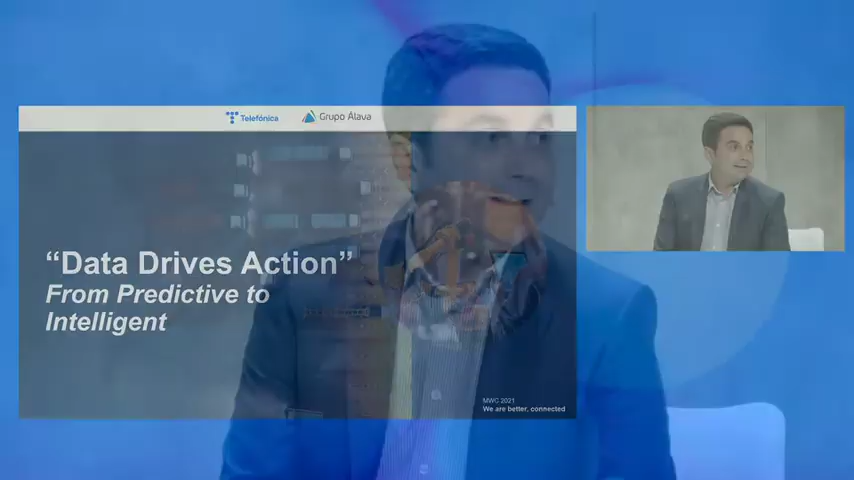 Telefónica
Grupo Álava
“Data Drives Action”
From Predictive to
Intelligent
MWC 2021
We are better, connected